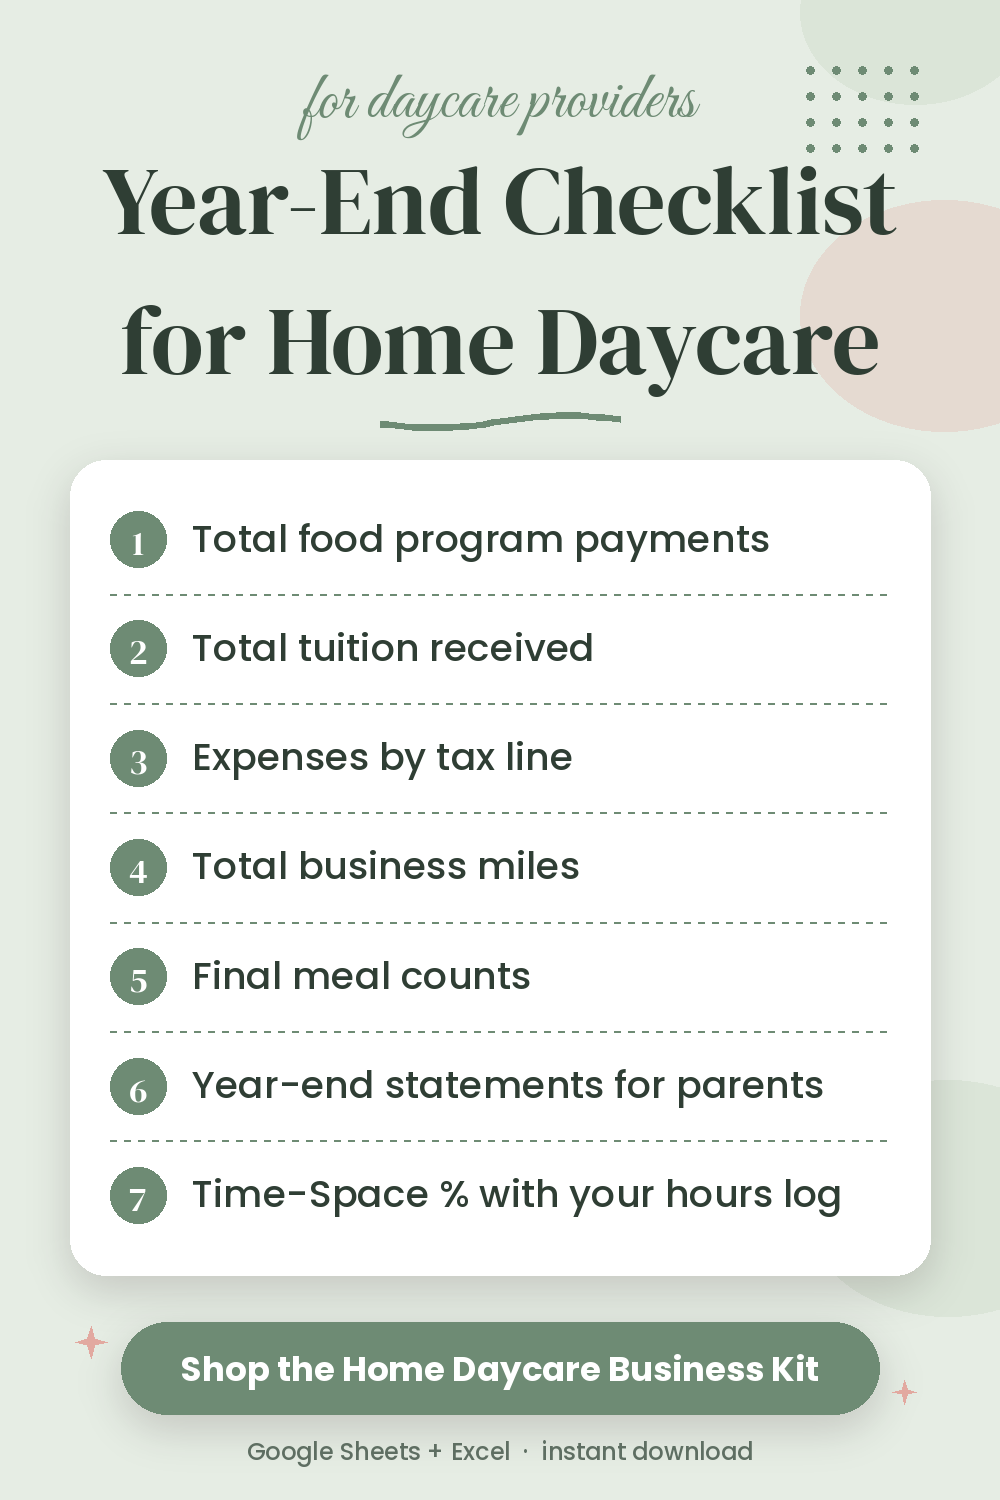 for daycare providers
Year-End Checklist
for Home Daycare
1 Total food program payments
2 Total tuition received
3 Expenses by tax line
4 Total business miles
5 Final meal counts
6 Year-end statements for parents
7 Time-Space % with your hours log
Shop the Home Daycare Business Kit
Google Sheets + Excel · instant download